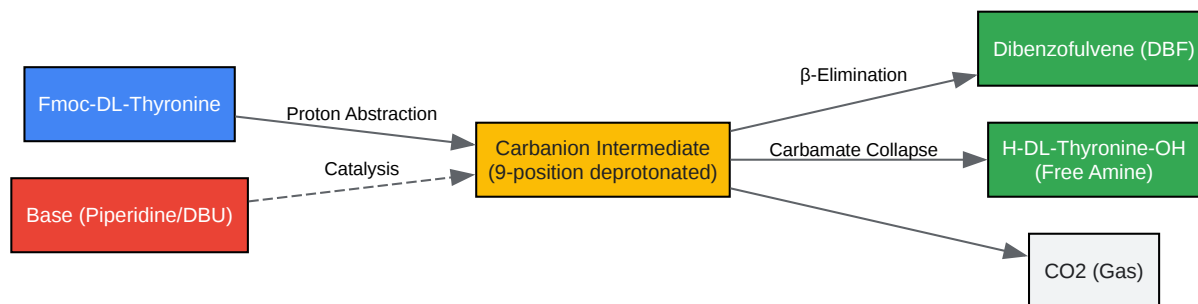 Fmoc-DL-Thyronine
Base (Piperidine/DBU)
Proton Abstraction
Catalysis
Carbanion Intermediate
(9-position deprotonated)
β-Elimination
Carbamate Collapse
Dibenzofulvene (DBF)
H-DL-Thyronine-OH
(Free Amine)
CO2 (Gas)